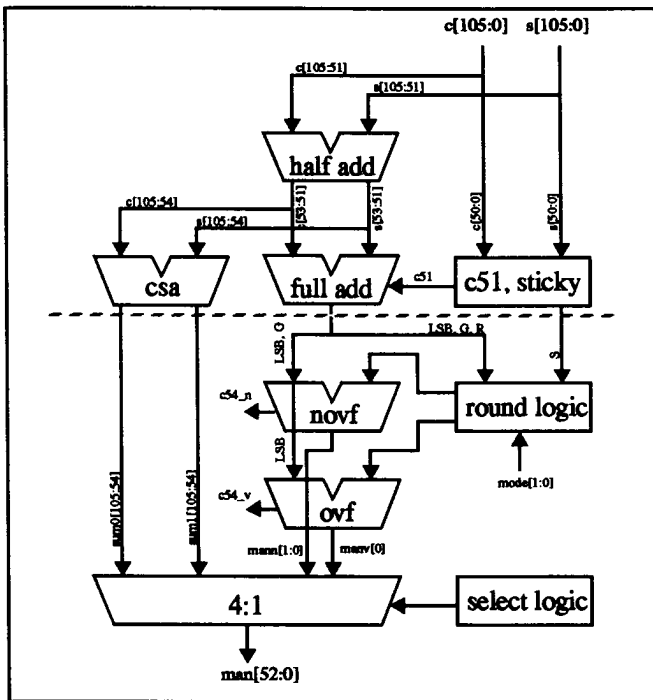 c[105:0] s[105:0]
c[105:51]
s[105:51]
half add
c[105:54]
s[105:54]
c[53:51]
s[53:51]
c[50:0]
s[50:0]
csa
full add
c51
c51, sticky
LSB, G
LSB, G, R
S
c54_n
novf
round logic
LSB
mode[1:0]
c54_v
ovf
sum0[105:54]
sum1[105:54]
mann[1:0]
manv[0]
4:1
select logic
man[52:0]